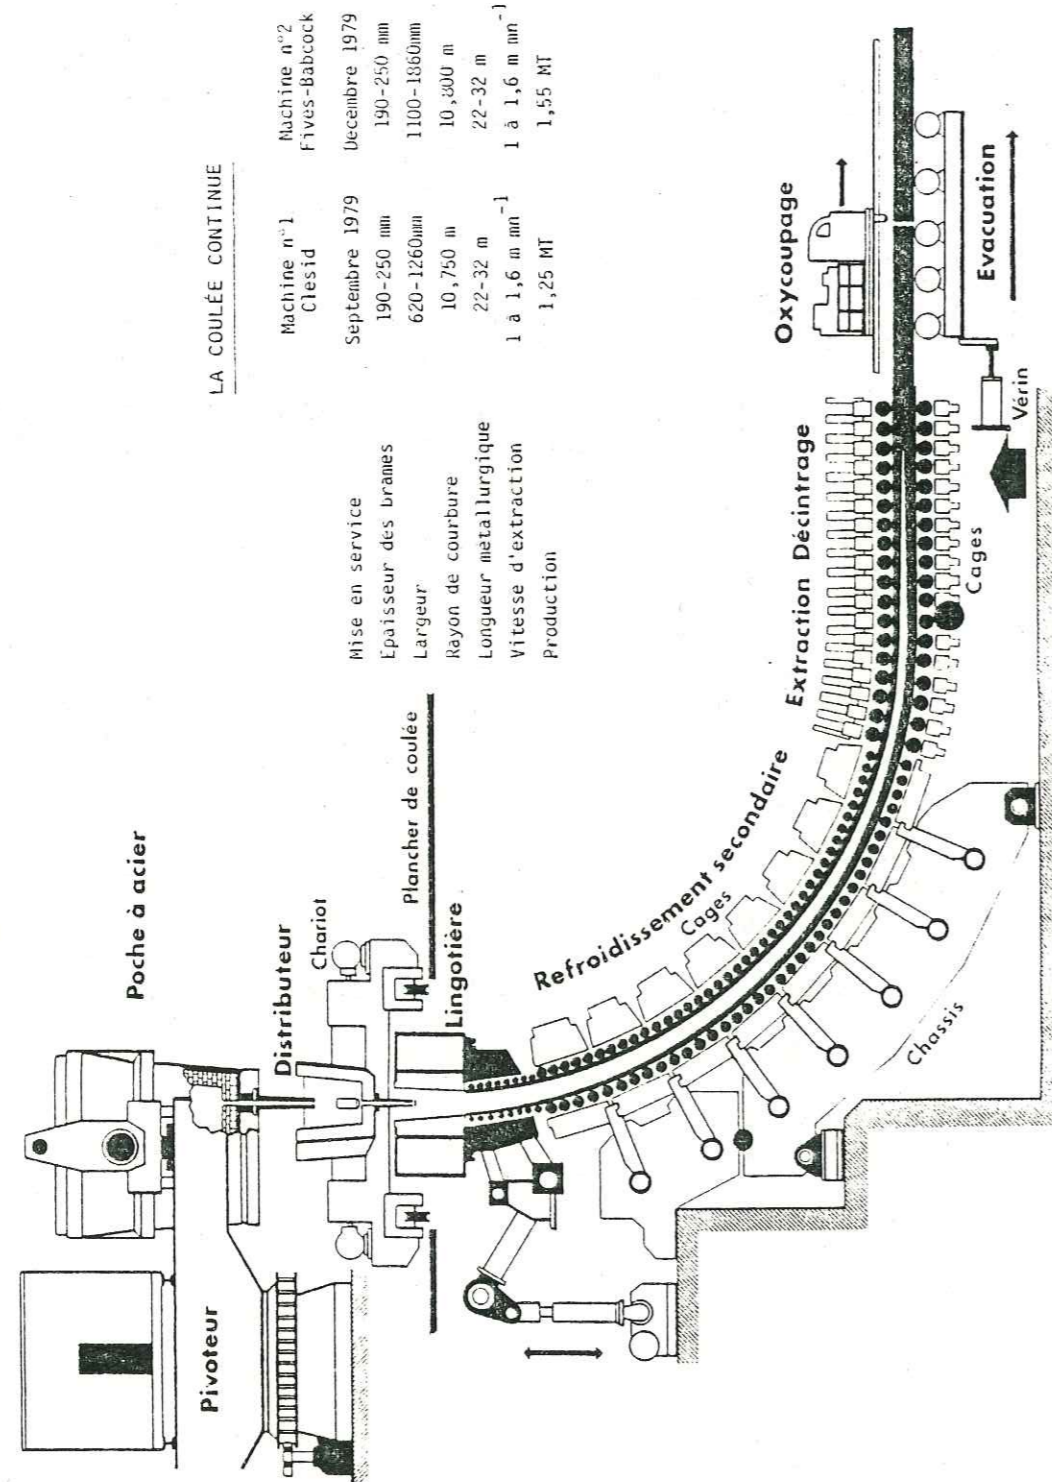 LA COULÉE CONTINUE
Machine n°1 Machine n°2
Clesid Fives-Babcock
Mise en service Septembre 1979 Decembre 1979
Epaisseur des brames 190-250 mm 190-250 mm
Largeur 620-1260mm 1100-1860mm
Rayon de courbure 10,750 m 10,800 m
Longueur métallurgique 22-32 m 22-32 m
Vitesse d'extraction 1 à 1,6 m mn⁻¹ 1 à 1,6 m mn⁻¹
Production 1,25 MT 1,55 MT
Poche à acier
Pivoteur
Distributeur
Chariot
Plancher de coulée
Lingotière
Refroidissement secondaire
Cages
Chassis
Extraction Décintrage
Cages
Vérin
Oxycoupage
Evacuation